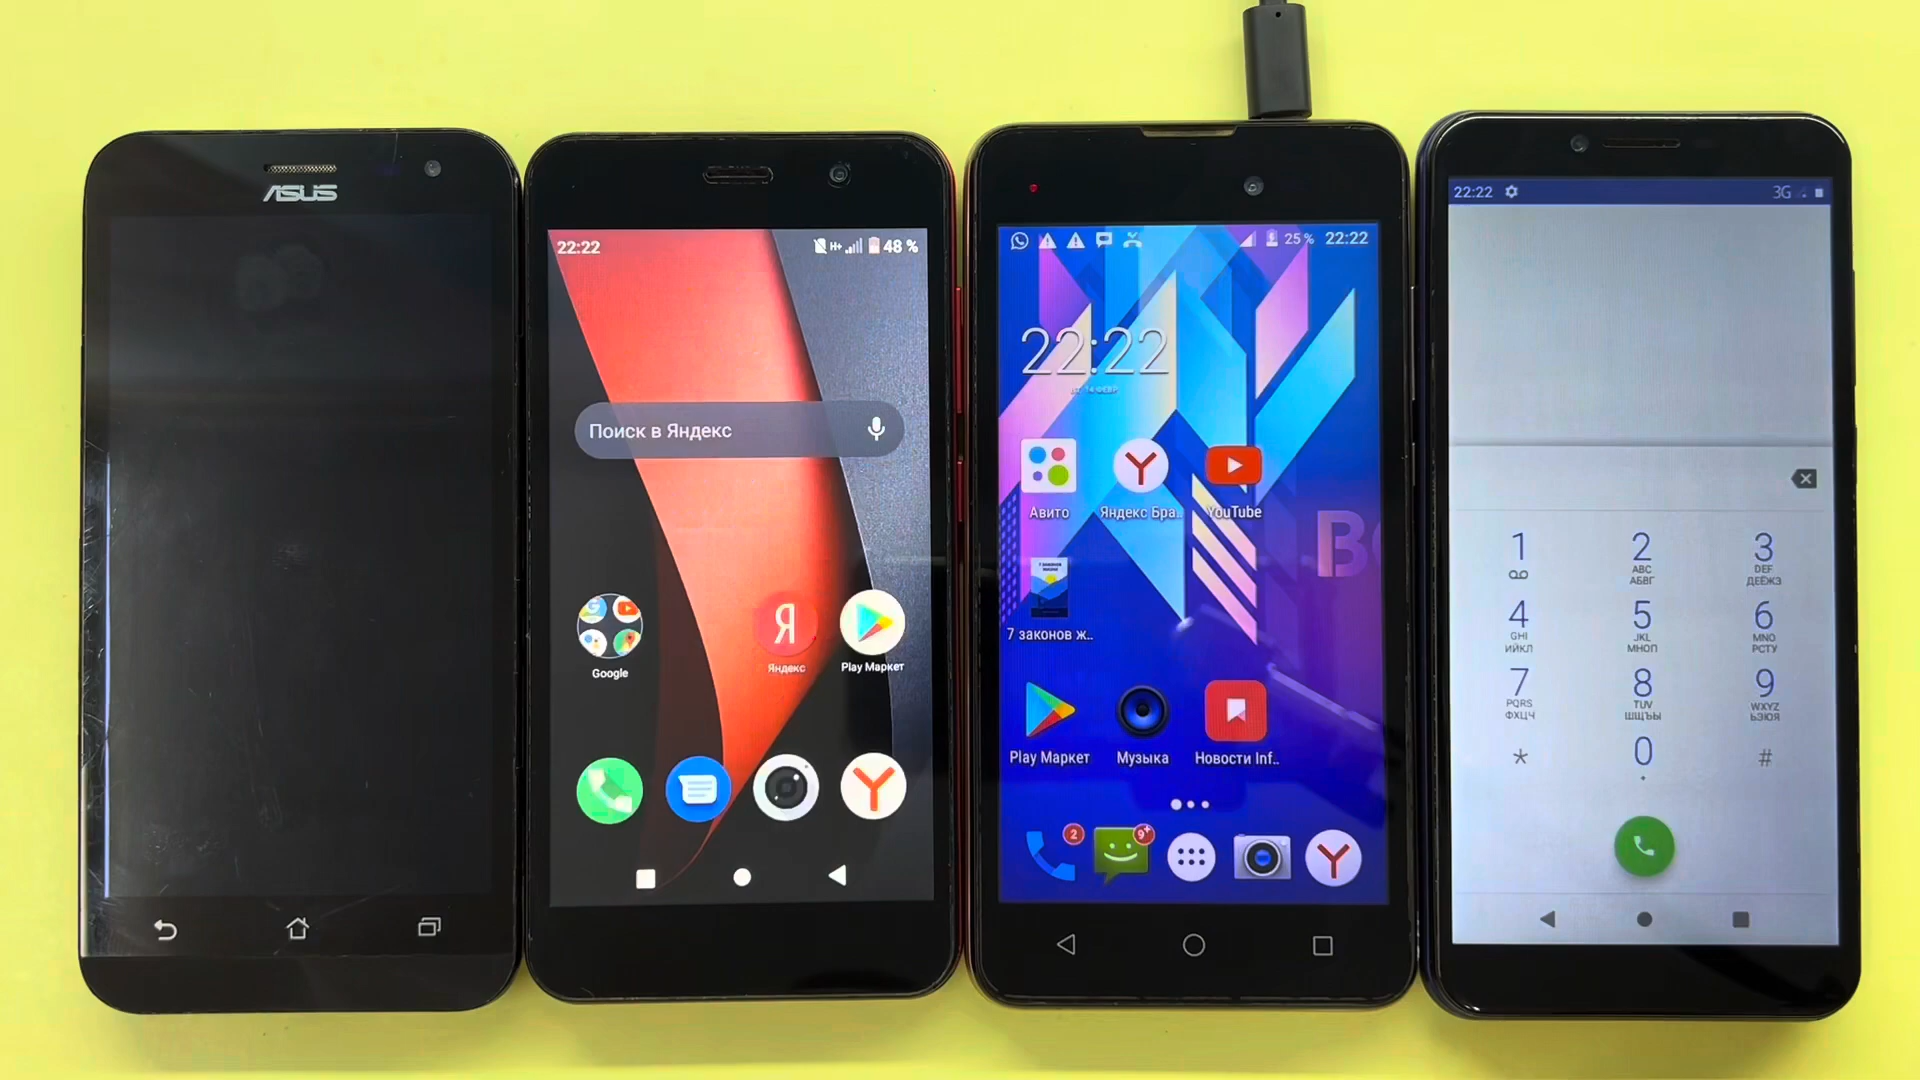 ASUS
22:22
H+
48 %
Поиск в Яндекс
Google
Я
Яндекс
Play Маркет
25 %
22:22
22:22
Авито
Яндекс Бра..
YouTube
7 законов ж..
Play Маркет
Музыка
Новости Inf..
2
9+
22:22
3G
1
2
ABC
АБВГ
3
DEF
ДЕЁЖЗ
4
GHI
ИЙКЛ
5
JKL
МНОП
6
MNO
РСТУ
7
PQRS
ФХЦЧ
8
TUV
ШЩЪЫ
9
WXYZ
ЬЭЮЯ
*
0
#